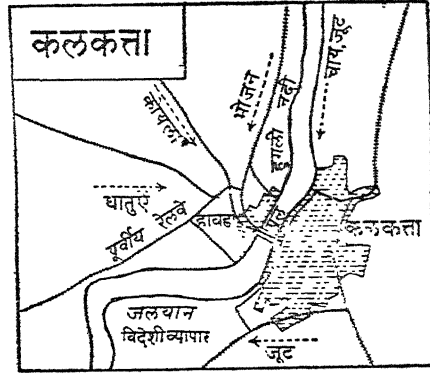 कलकत्ता
कोयला
भोजन
हुगली नदी
चाय, जूट
धातुएँ
पूर्वीय रेलवे
हावड़ा
पुल
कलकत्ता
जलयान
विदेशी व्यापार
जूट